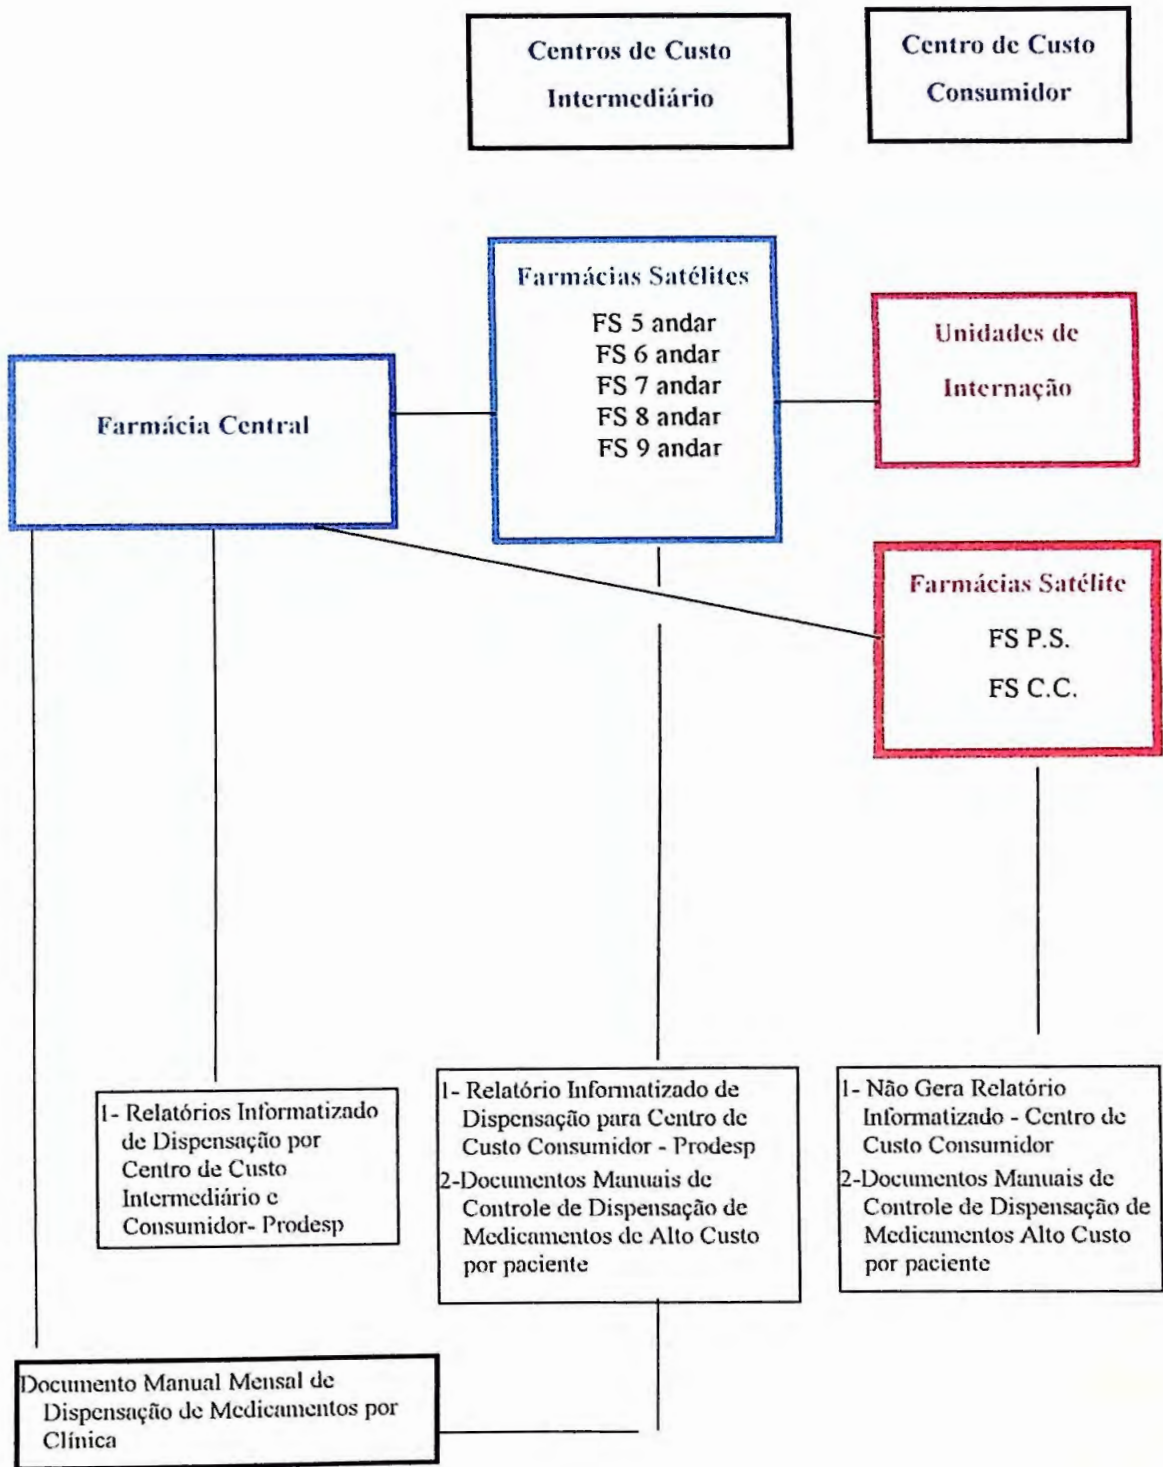 Centros de Custo
Intermediário
Centro de Custo
Consumidor
Farmácia Central
Farmácias Satélites
FS 5 andar
FS 6 andar
FS 7 andar
FS 8 andar
FS 9 andar
Unidades de
Internação
Farmácias Satélite
FS P.S.
FS C.C.
1- Relatórios Informatizado
de Dispensação por
Centro de Custo
Intermediário e
Consumidor- Prodesp
1- Relatório Informatizado de
Dispensação para Centro de
Custo Consumidor - Prodesp
2-Documentos Manuais de
Controle de Dispensação de
Medicamentos de Alto Custo
por paciente
1- Não Gera Relatório
Informatizado - Centro de
Custo Consumidor
2-Documentos Manuais de
Controle de Dispensação de
Medicamentos Alto Custo
por paciente
Documento Manual Mensal de
Dispensação de Medicamentos por
Clínica